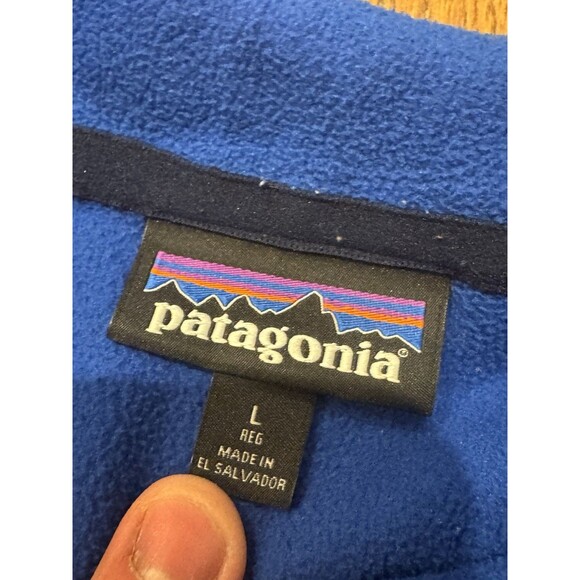 patagonia®
L
REG
MADE IN
EL SALVADOR